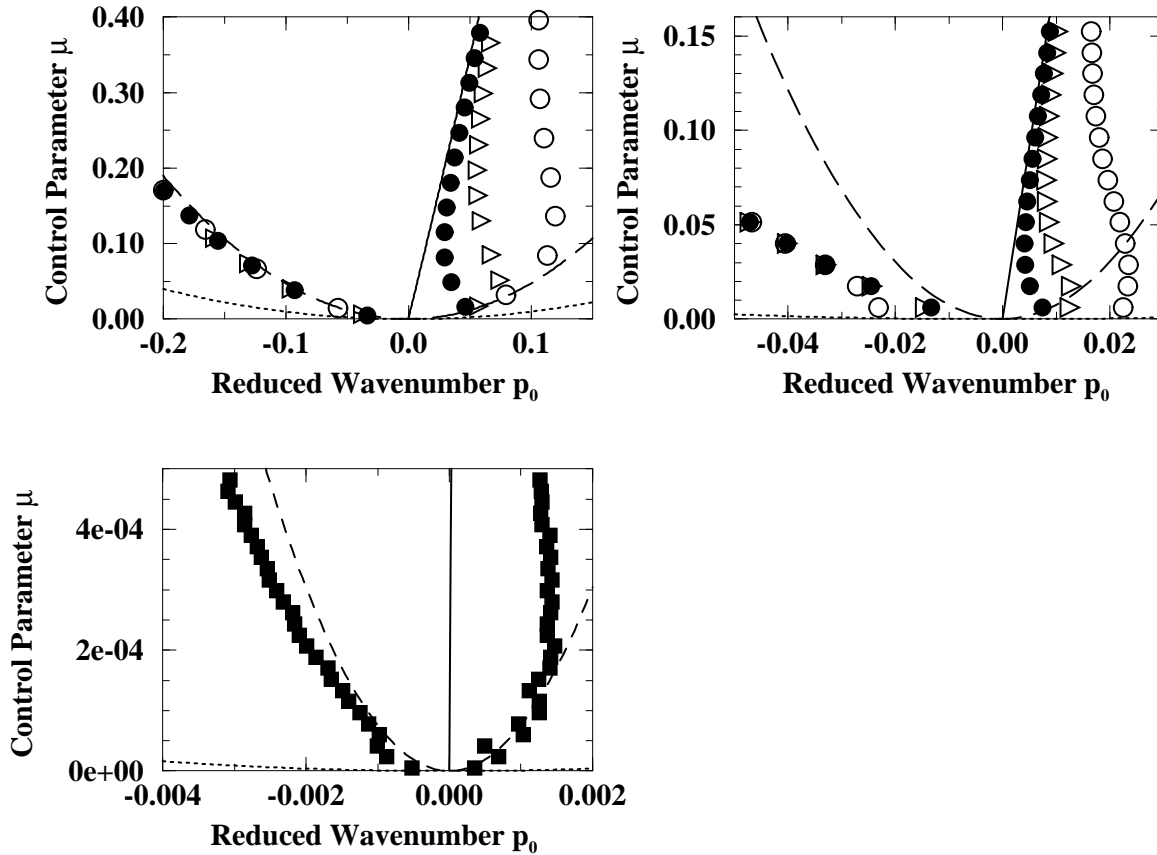 Control Parameter μ
0.40
0.30
0.20
0.10
0.00
-0.2
-0.1
0.0
0.1
Reduced Wavenumber p₀
Control Parameter μ
0.15
0.10
0.05
0.00
-0.04
-0.02
0.00
0.02
Reduced Wavenumber p₀
Control Parameter μ
4e-04
2e-04
0e+00
-0.004
-0.002
0.000
0.002
Reduced Wavenumber p₀